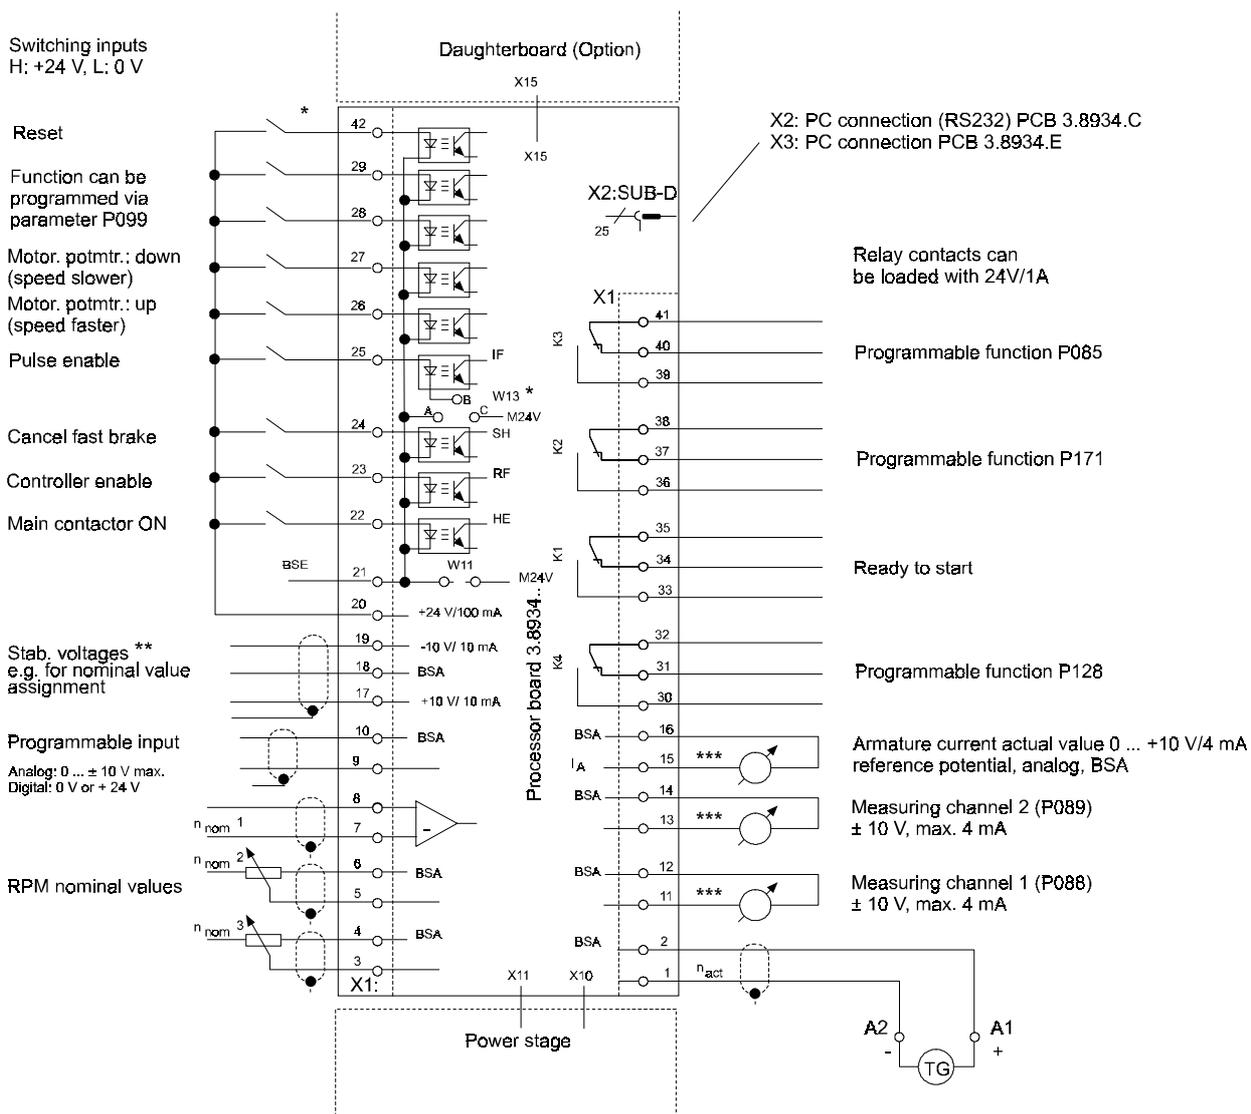 Switching inputs
H: +24 V, L: 0 V
Daughterboard (Option)
X15
X15
X2: PC connection (RS232) PCB 3.8934.C
X3: PC connection PCB 3.8934.E
X2:SUB-D
25
Reset
*
42
Function can be
programmed via
parameter P099
29
28
Motor. potmtr.: down
(speed slower)
27
Motor. potmtr.: up
(speed faster)
26
Pulse enable
25
IF
B
W13 *
A
C
M24V
Cancel fast brake
24
SH
Controller enable
23
RF
Main contactor ON
22
HE
BSE
21
W11
M24V
20
+24 V/100 mA
Stab. voltages **
e.g. for nominal value
assignment
19
-10 V/ 10 mA
18
BSA
17
+10 V/ 10 mA
Programmable input
Analog: 0 ... ± 10 V max.
Digital: 0 V or + 24 V
10
BSA
9
8
n nom 1
7
-
RPM nominal values
n nom 2
6
BSA
5
n nom 3
4
BSA
3
X1:
Processor board 3.8934...
Relay contacts can
be loaded with 24V/1A
X1
K3
41
40
39
Programmable function P085
K2
38
37
36
Programmable function P171
K1
35
34
33
Ready to start
K4
32
31
30
Programmable function P128
BSA
16
I A
15
***
Armature current actual value 0 ... +10 V/4 mA
reference potential, analog, BSA
BSA
14
13
***
Measuring channel 2 (P089)
± 10 V, max. 4 mA
BSA
12
11
***
Measuring channel 1 (P088)
± 10 V, max. 4 mA
BSA
2
1
n act
X11
X10
Power stage
A2
-
A1
+
TG